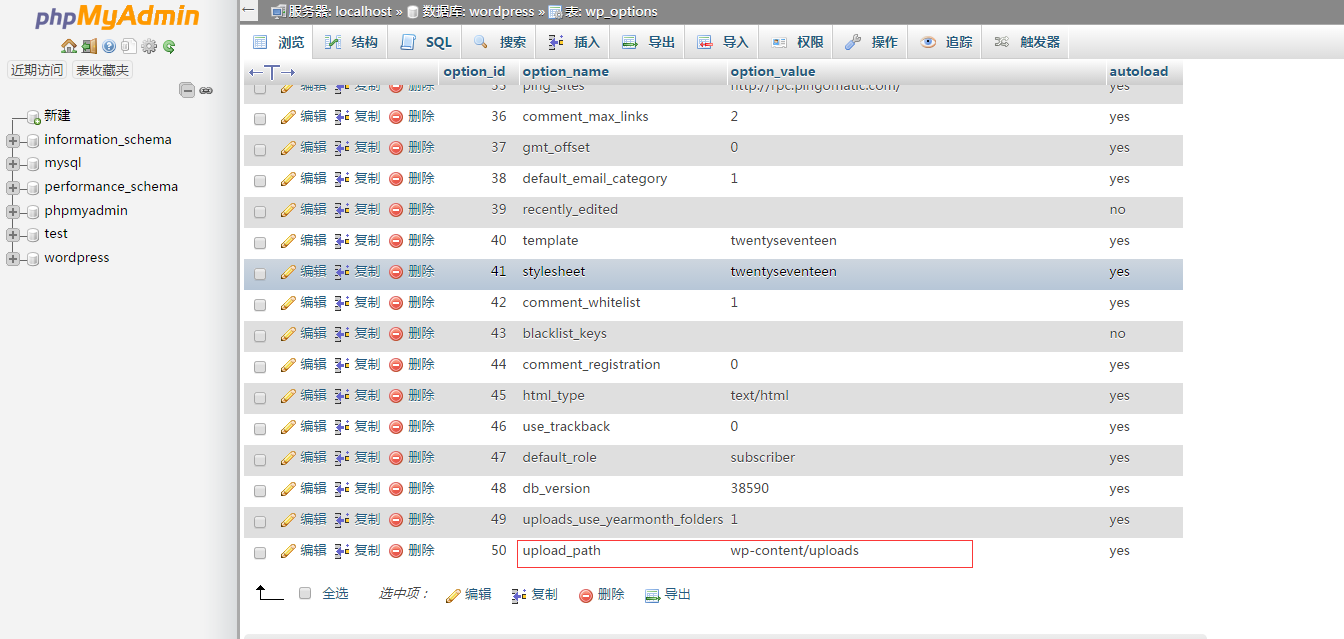 phpMyAdmin
近期访问 表收藏夹
新建
information_schema
mysql
performance_schema
phpmyadmin
test
wordpress
服务器: localhost » 数据库: wordpress » 表: wp_options
浏览 结构 SQL 搜索 插入 导出 导入 权限 操作 追踪 触发器
option_id option_name option_value autoload
编辑 复制 删除 35 ping_sites http://rpc.pingomatic.com/ yes
编辑 复制 删除 36 comment_max_links 2 yes
编辑 复制 删除 37 gmt_offset 0 yes
编辑 复制 删除 38 default_email_category 1 yes
编辑 复制 删除 39 recently_edited no
编辑 复制 删除 40 template twentyseventeen yes
编辑 复制 删除 41 stylesheet twentyseventeen yes
编辑 复制 删除 42 comment_whitelist 1 yes
编辑 复制 删除 43 blacklist_keys no
编辑 复制 删除 44 comment_registration 0 yes
编辑 复制 删除 45 html_type text/html yes
编辑 复制 删除 46 use_trackback 0 yes
编辑 复制 删除 47 default_role subscriber yes
编辑 复制 删除 48 db_version 38590 yes
编辑 复制 删除 49 uploads_use_yearmonth_folders 1 yes
编辑 复制 删除 50 upload_path wp-content/uploads yes
全选 选中项： 编辑 复制 删除 导出